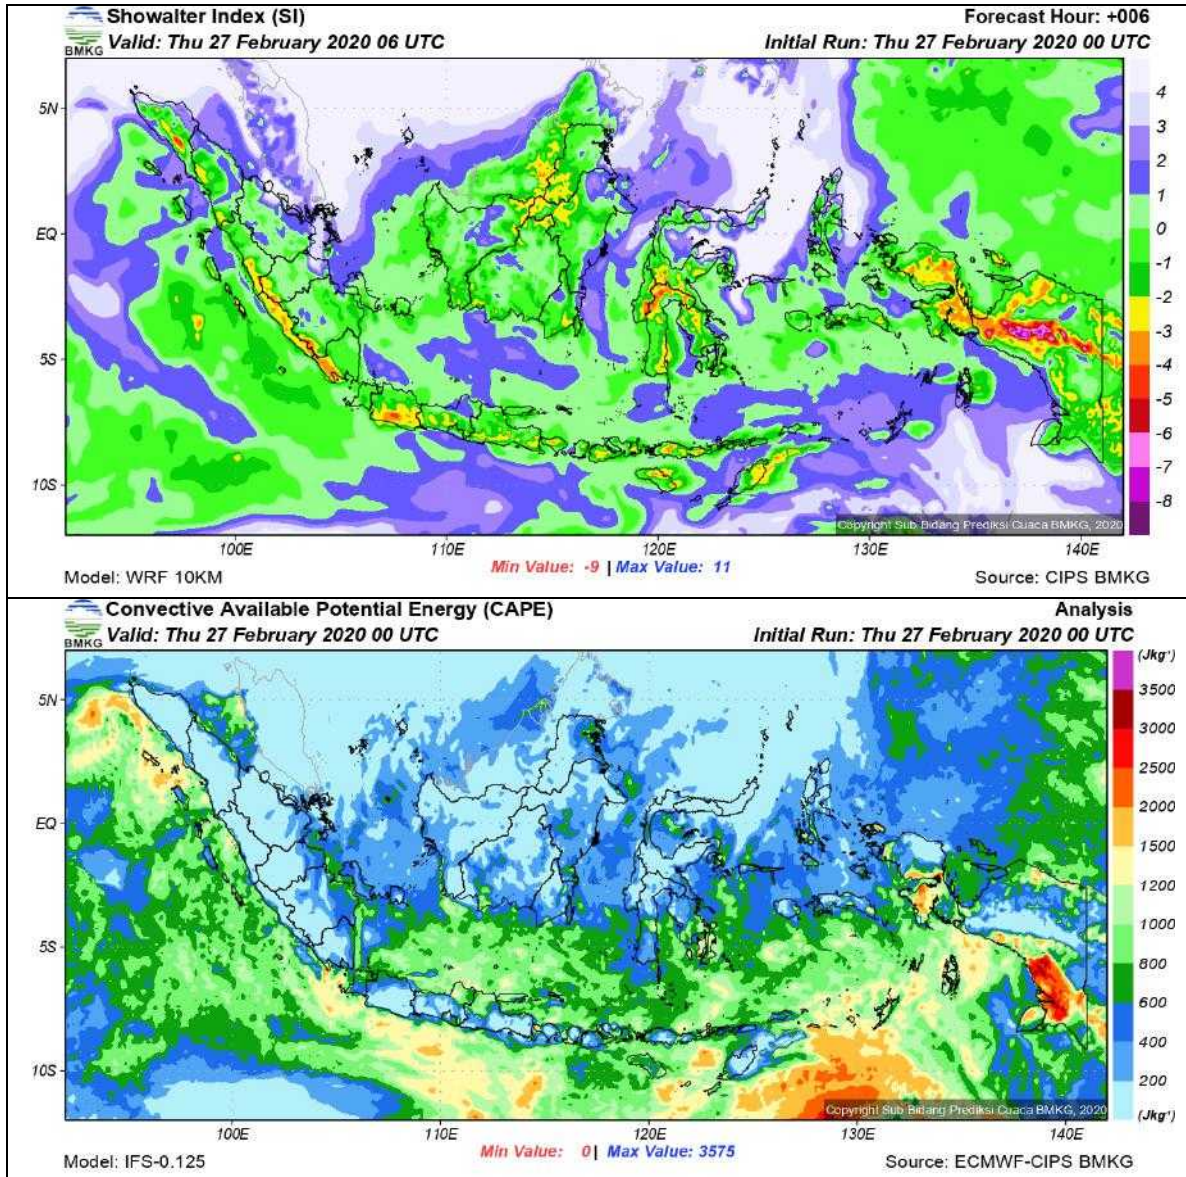 Showalter Index (SI)
Forecast Hour: +006
BMKG
Valid: Thu 27 February 2020 06 UTC
Initial Run: Thu 27 February 2020 00 UTC
5N
EQ
5S
10S
4
3
2
1
0
-1
-2
-3
-4
-5
-6
-7
-8
Copyright Sub Bidang Prediksi Cuaca BMKG, 2020
100E 110E 120E 130E 140E
Model: WRF 10KM
Min Value: -9 | Max Value: 11
Source: CIPS BMKG
Convective Available Potential Energy (CAPE)
Analysis
BMKG
Valid: Thu 27 February 2020 00 UTC
Initial Run: Thu 27 February 2020 00 UTC
5N
EQ
5S
10S
(Jkg⁻¹)
3500
3000
2500
2000
1500
1200
1000
800
600
400
200
(Jkg⁻¹)
Copyright Sub Bidang Prediksi Cuaca BMKG, 2020
100E 110E 120E 130E 140E
Model: IFS-0.125
Min Value: 0| Max Value: 3575
Source: ECMWF-CIPS BMKG